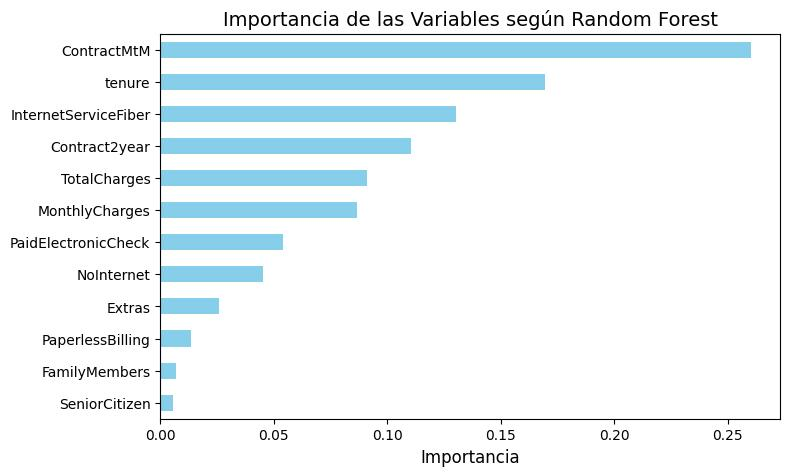 Importancia de las Variables según Random Forest
ContractMtM
tenure
InternetServiceFiber
Contract2year
TotalCharges
MonthlyCharges
PaidElectronicCheck
NoInternet
Extras
PaperlessBilling
FamilyMembers
SeniorCitizen
0.00 0.05 0.10 0.15 0.20 0.25
Importancia